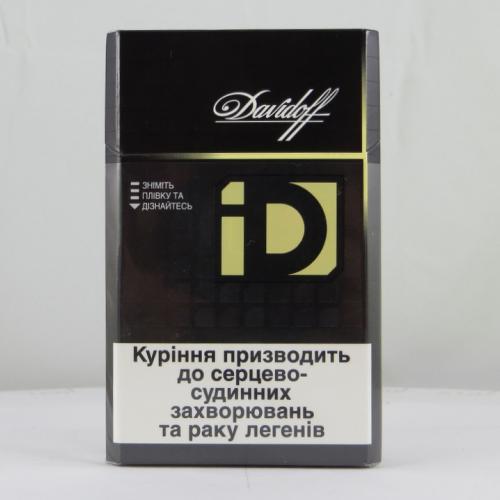 Davidoff
ЗНІМІТЬ
ПЛІВКУ ТА
ДІЗНАЙТЕСЬ
iD
Куріння призводить
до серцево-
судинних
захворювань
та раку легенів